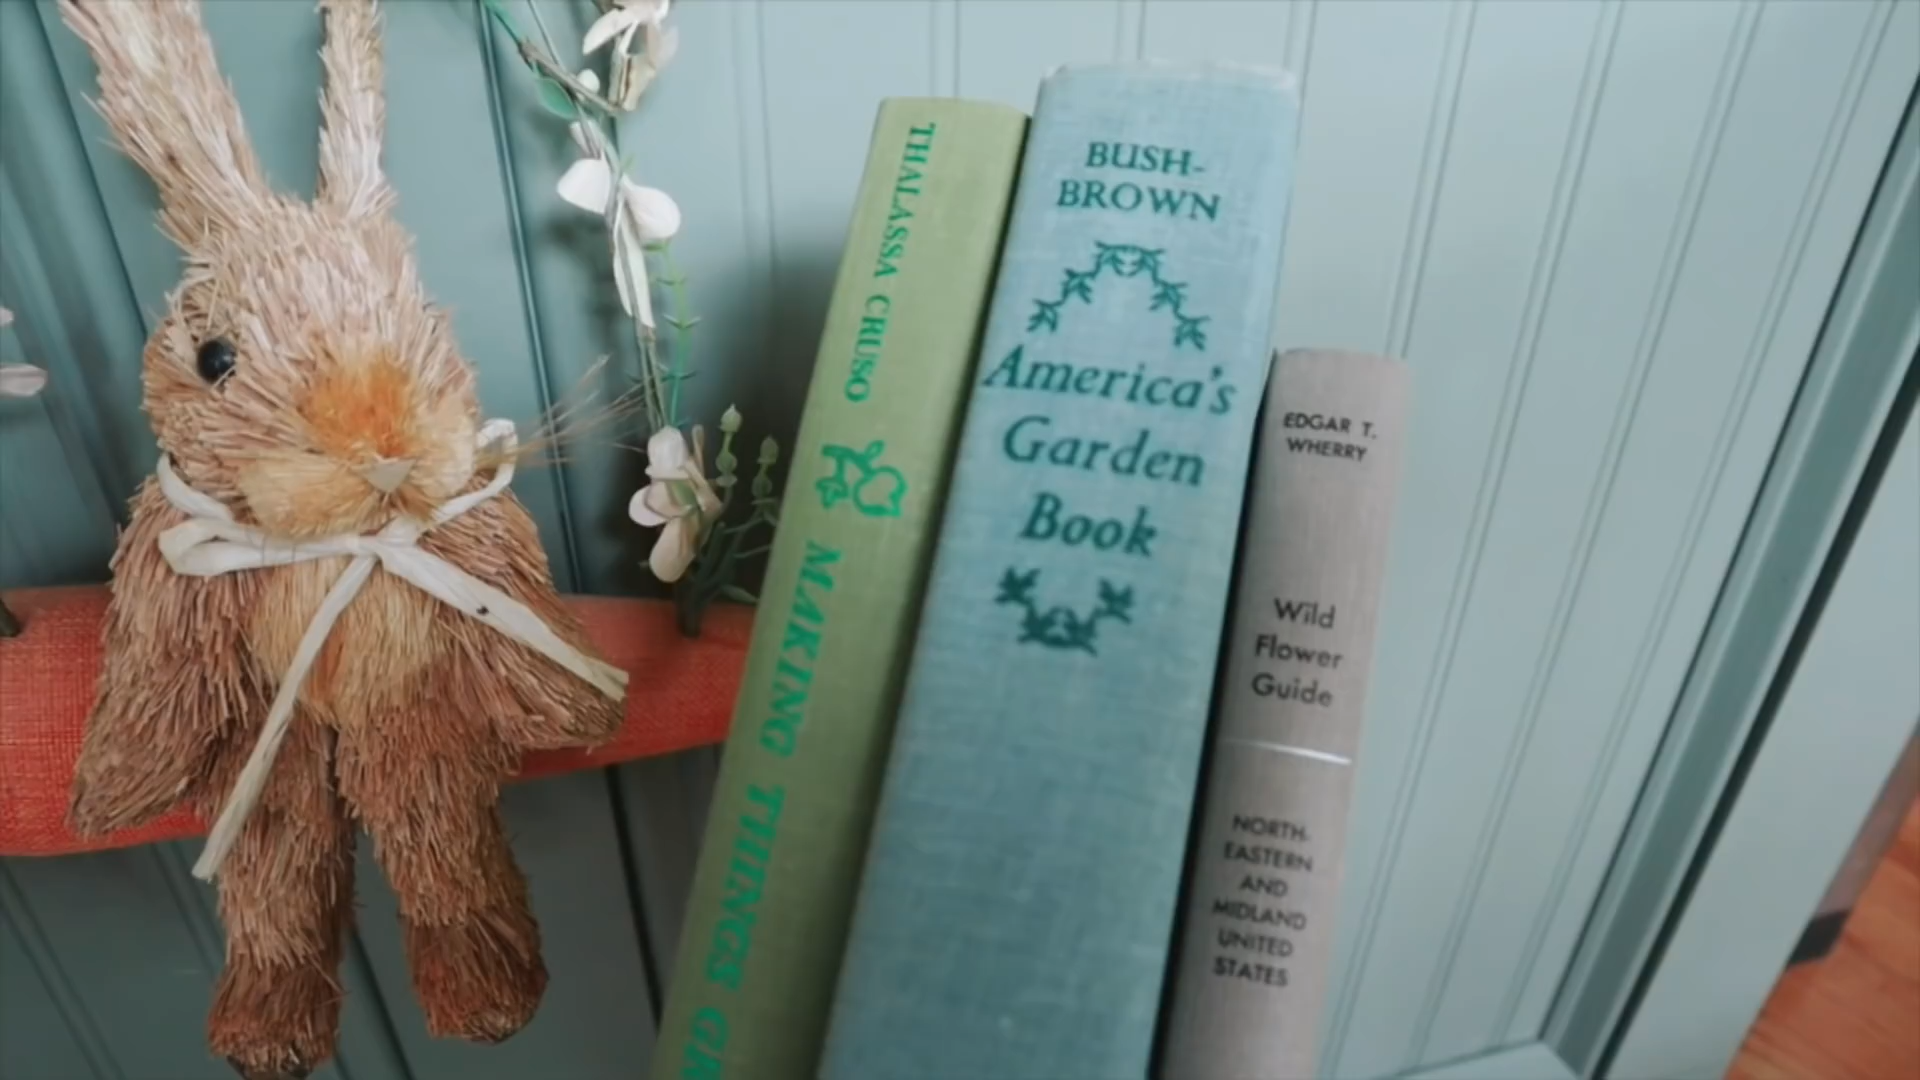 THALASSA CRUSO
MAKING THINGS GR
BUSH-
BROWN
America's
Garden
Book
EDGAR T.
WHERRY
Wild
Flower
Guide
NORTH-
EASTERN
AND
MIDLAND
UNITED
STATES